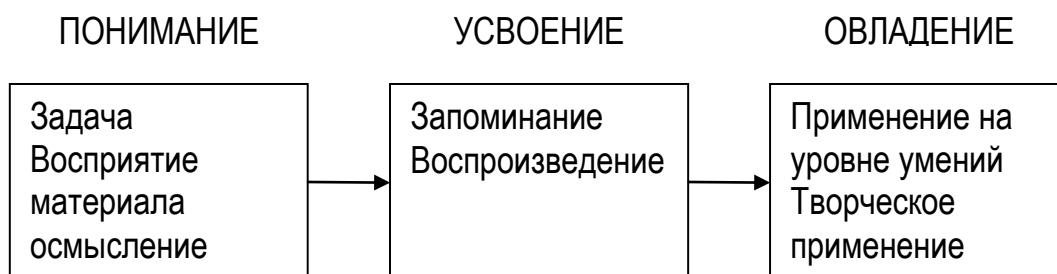 ПОНИМАНИЕ
УСВОЕНИЕ
ОВЛАДЕНИЕ
Задача
Восприятие
материала
осмысление
Запоминание
Воспроизведение
Применение на
уровне умений
Творческое
применение